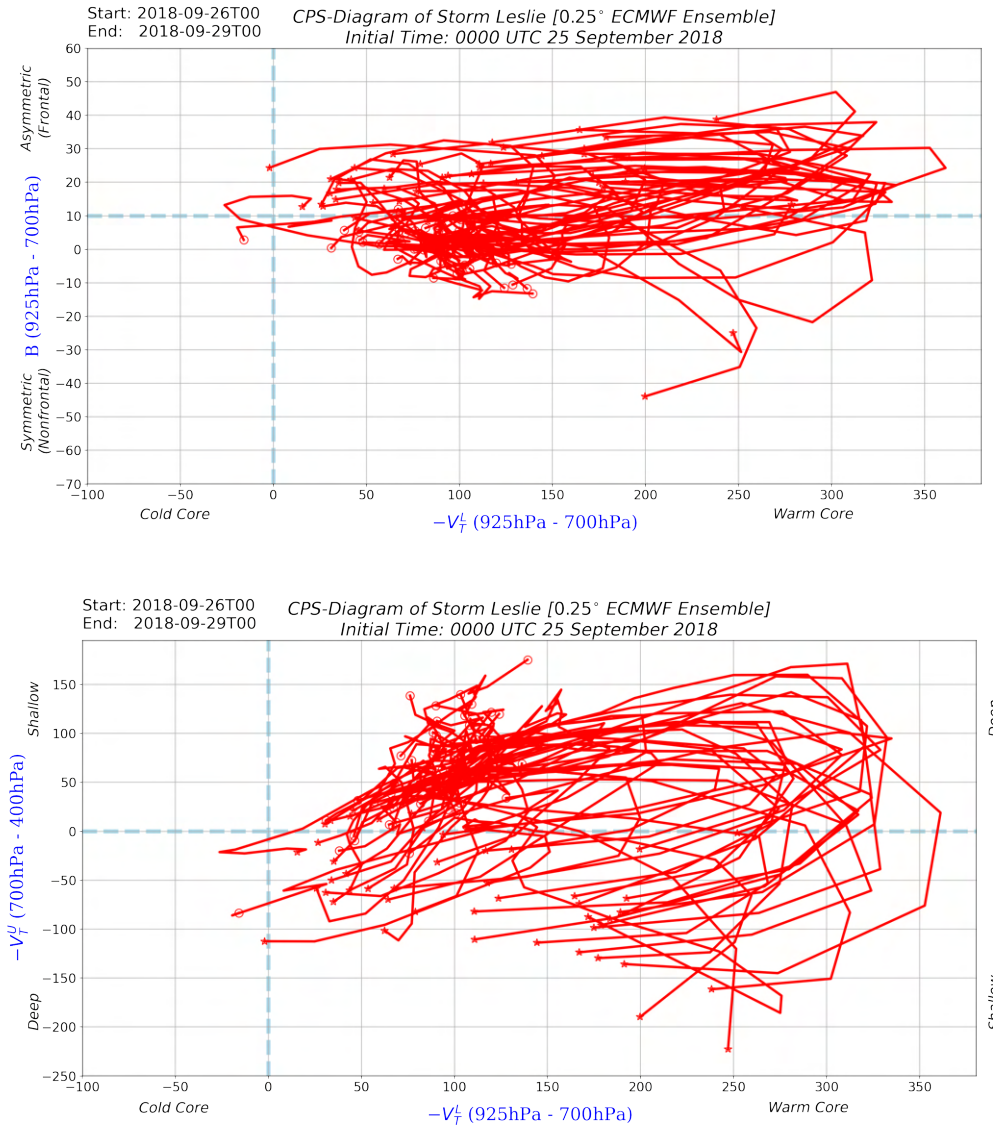 Start: 2018-09-26T00
End: 2018-09-29T00
CPS-Diagram of Storm Leslie [0.25° ECMWF Ensemble]
Initial Time: 0000 UTC 25 September 2018
60
50
40
30
20
10
0
−10
−20
−30
−40
−50
−60
−70
Asymmetric
(Frontal)
B (925hPa - 700hPa)
Symmetric
(Nonfrontal)
−100
−50
0
50
100
150
200
250
300
350
Cold Core
−V_T^L (925hPa - 700hPa)
Warm Core
Start: 2018-09-26T00
End: 2018-09-29T00
CPS-Diagram of Storm Leslie [0.25° ECMWF Ensemble]
Initial Time: 0000 UTC 25 September 2018
150
100
50
0
−50
−100
−150
−200
−250
Shallow
−V_T^U (700hPa - 400hPa)
Deep
Deep
Shallow
−100
−50
0
50
100
150
200
250
300
350
Cold Core
−V_T^L (925hPa - 700hPa)
Warm Core